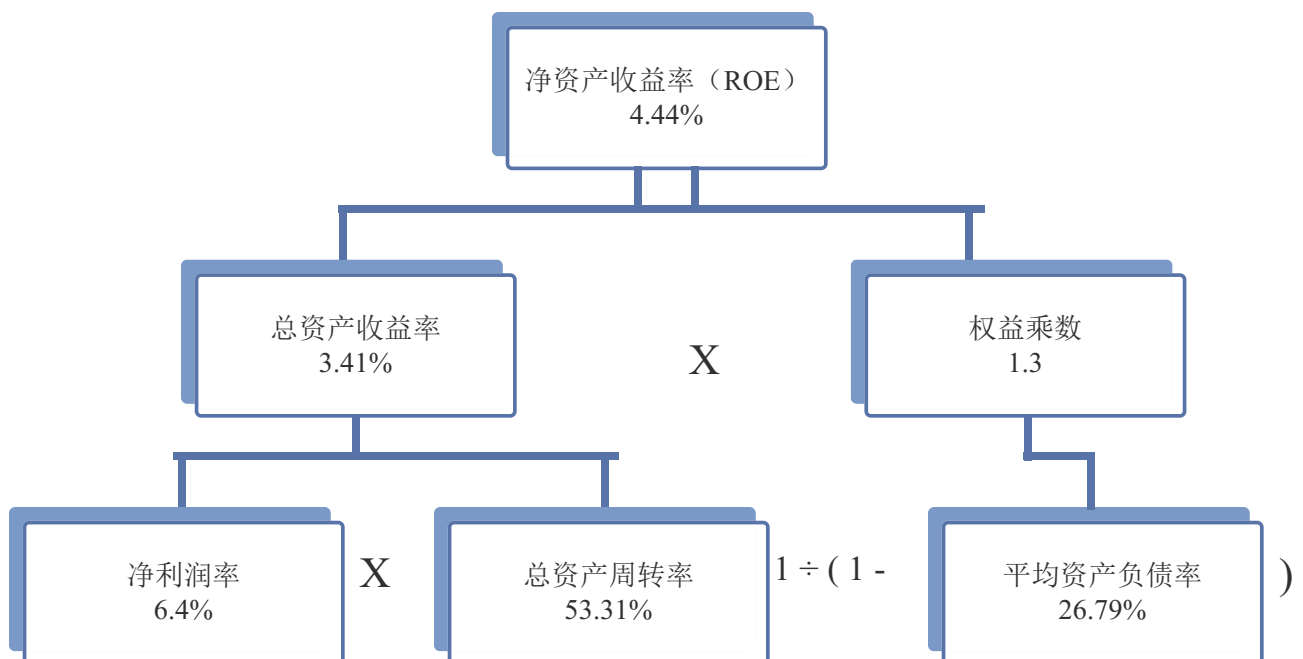 净资产收益率（ROE）
4.44%
总资产收益率
3.41%
X
权益乘数
1.3
净利润率
6.4%
X
总资产周转率
53.31%
1 ÷ ( 1 -
平均资产负债率
26.79%
)